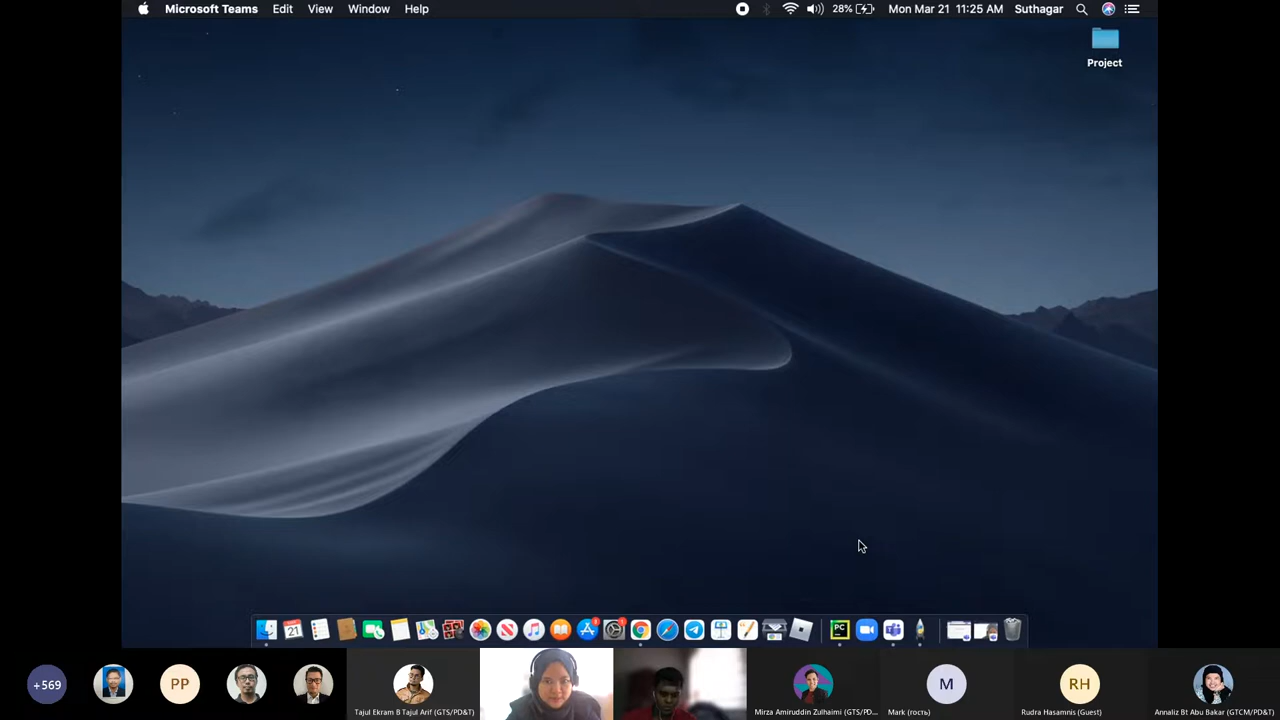 Microsoft Teams Edit View Window Help 28% Mon Mar 21 11:25 AM Suthagar
Project
21
PC
+569
PP
M
RH
Tajul Ekram B Tajul Arif (GTS/PD&T)
Mirza Amiruddin Zulhaimi (GTS/PD...
Mark (гость)
Rudra Hasamnis (Guest)
Annaliz Bt Abu Bakar (GTCM/PD&T)